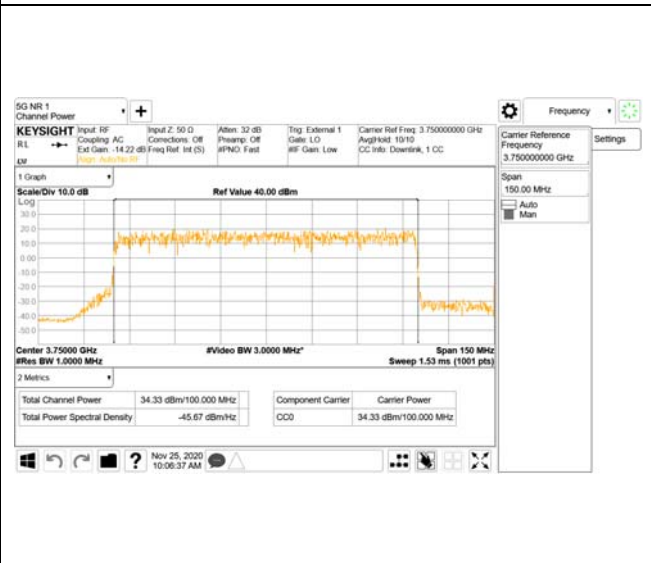 5G NR 1
Channel Power
KEYSIGHT
RL
Input: RF
Coupling: AC
Ext Gain: -14.22 dB
Align: Auto/No RF
Input Z: 50 Ω
Corrections: Off
Freq Ref: Int (S)
Atten: 32 dB
Preamp: Off
#PNO: Fast
Trig: External 1
Gate: LO
#IF Gain: Low
Carrier Ref Freq: 3.750000000 GHz
Avg|Hold: 10/10
CC Info: Downlink, 1 CC
Frequency
Settings
Carrier Reference
Frequency
3.750000000 GHz
Span
150.00 MHz
Auto
Man
1 Graph
Scale/Div 10.0 dB
Ref Value 40.00 dBm
Log
30.0
20.0
10.0
0.00
-10.0
-20.0
-30.0
-40.0
-50.0
Center 3.75000 GHz
#Video BW 3.0000 MHz*
Span 150 MHz
#Res BW 1.0000 MHz
Sweep 1.53 ms (1001 pts)
2 Metrics
Total Channel Power 34.33 dBm/100.000 MHz
Total Power Spectral Density -45.67 dBm/Hz
Component Carrier Carrier Power
CC0 34.33 dBm/100.000 MHz
?
Nov 25, 2020
10:06:37 AM